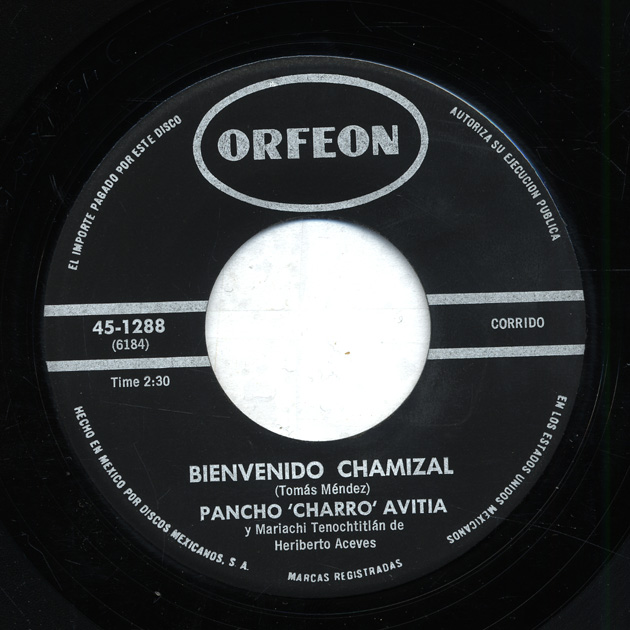 ORFEON
EL IMPORTE PAGADO POR ESTE DISCO
AUTORIZA SU EJECUCION PUBLICA
45-1288
(6184)
CORRIDO
Time 2:30
BIENVENIDO CHAMIZAL
(Tomás Méndez)
PANCHO 'CHARRO' AVITIA
y Mariachi Tenochtitlán de
Heriberto Aceves
HECHO EN MEXICO POR DISCOS MEXICANOS, S. A.
MARCAS REGISTRADAS
EN LOS ESTADOS UNIDOS MEXICANOS